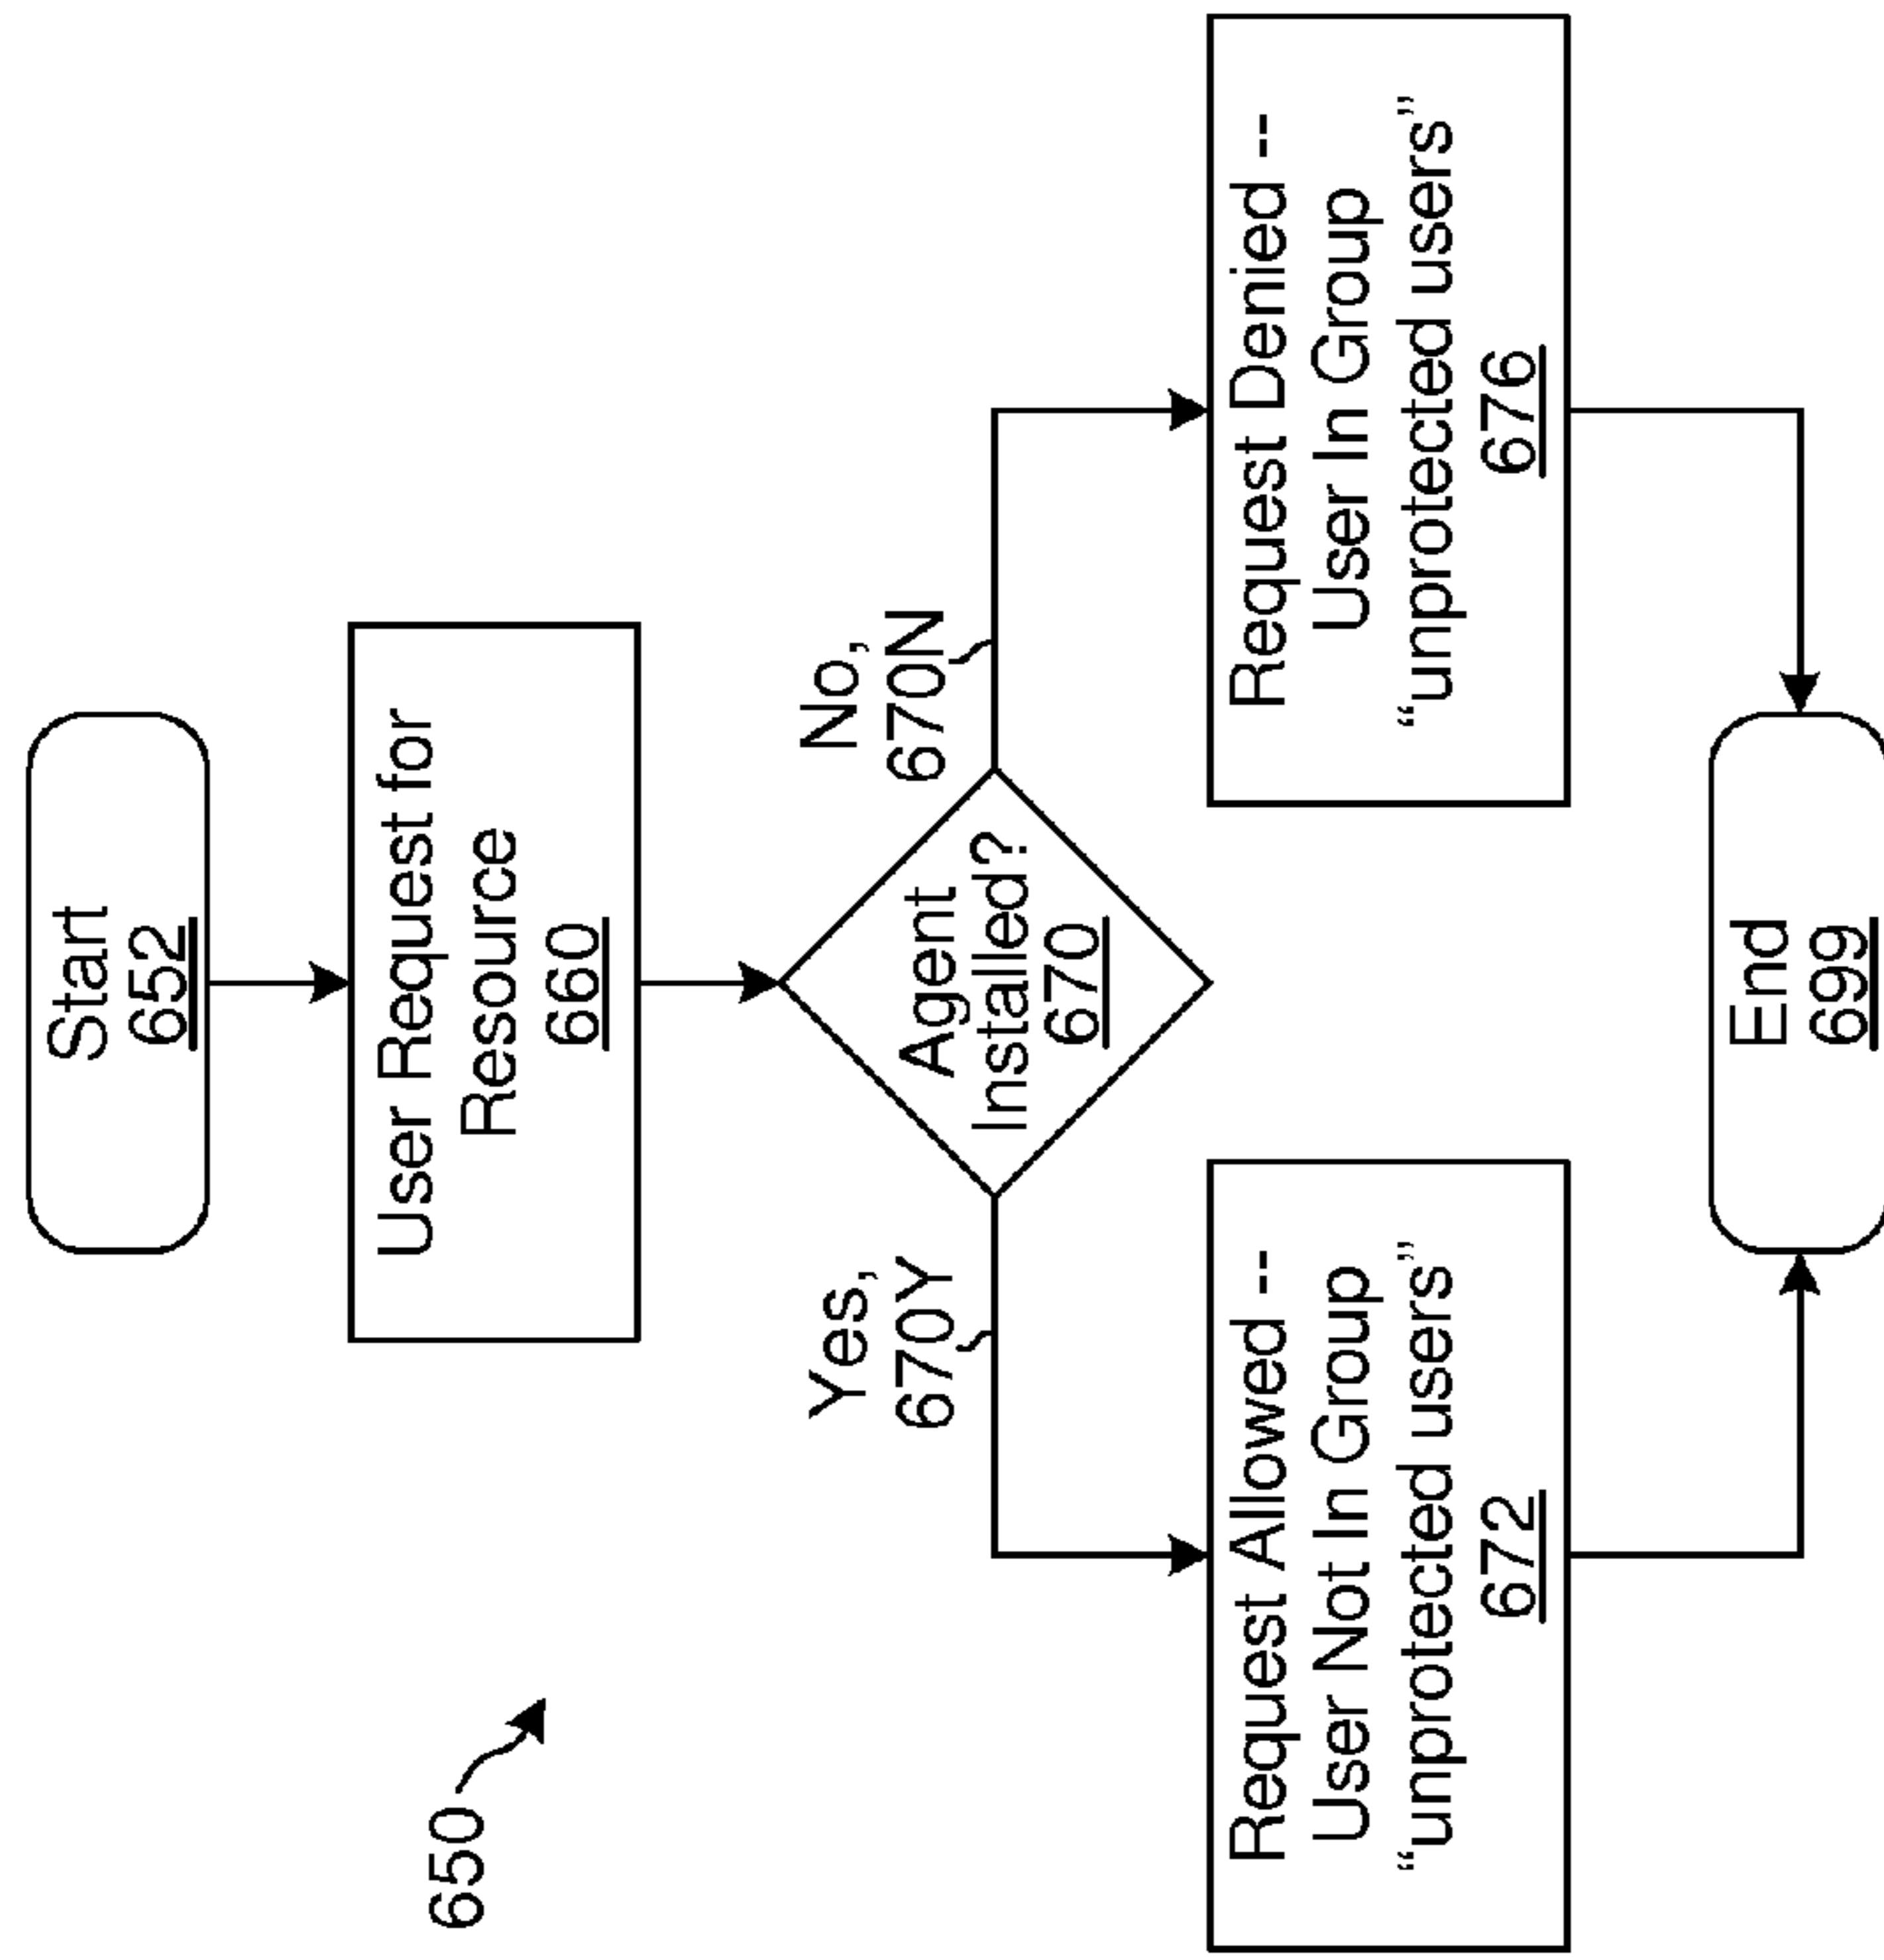 650
Start
652
User Request for
Resource
660
Agent
Installed?
670
Yes,
670Y
No,
670N
Request Allowed --
User Not In Group
“unprotected users”
672
Request Denied --
User In Group
“unprotected users”
676
End
699